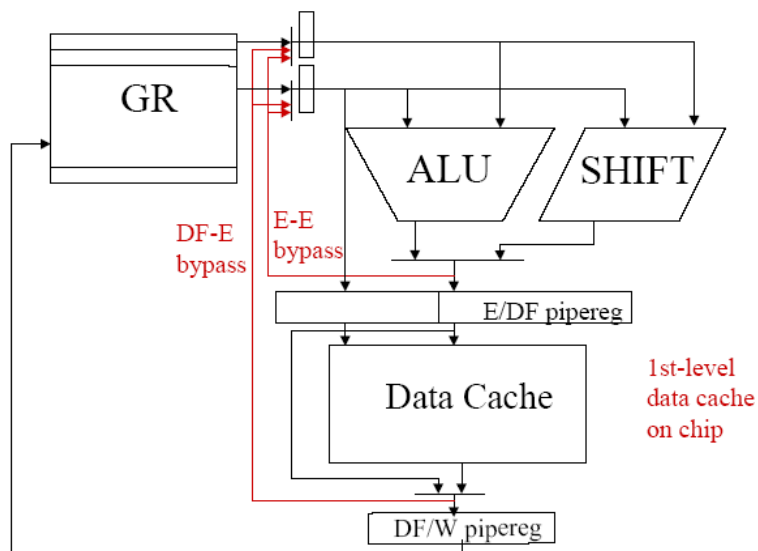 GR
ALU
SHIFT
DF-E
bypass
E-E
bypass
E/DF pipereg
Data Cache
1st-level
data cache
on chip
DF/W pipereg